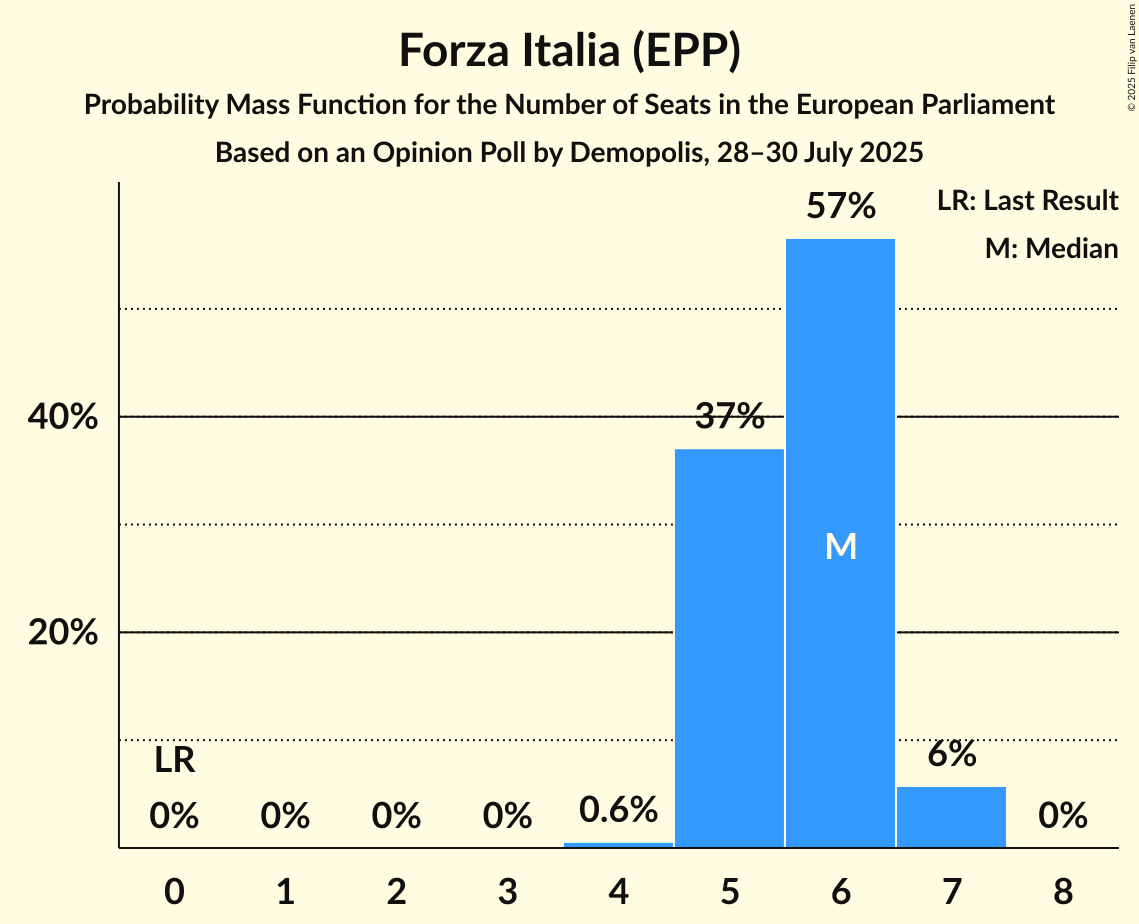 Forza Italia (EPP)
Probability Mass Function for the Number of Seats in the European Parliament
Based on an Opinion Poll by Demopolis, 28–30 July 2025
© 2025 Filip van Laenen
LR: Last Result
M: Median
57%
40%
37%
M
20%
LR
6%
0%
0%
0%
0%
0.6%
0%
0
1
2
3
4
5
6
7
8